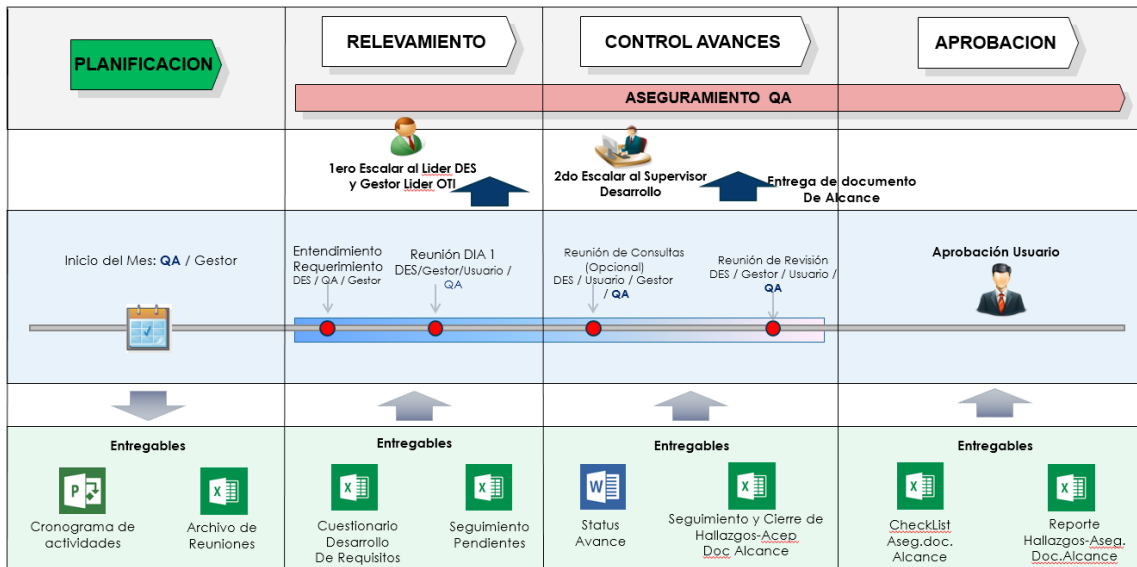 PLANIFICACION
RELEVAMIENTO
CONTROL AVANCES
APROBACION
ASEGURAMIENTO QA
1ero Escalar al Lider DES
y Gestor Lider OTI
2do Escalar al Supervisor
Desarrollo
Entrega de documento
De Alcance
Inicio del Mes: QA / Gestor
Entendimiento
Requerimiento
DES / QA / Gestor
Reunión DIA 1
DES/Gestor/Usuario /
QA
Reunión de Consultas
(Opcional)
DES / Usuario / Gestor
/ QA
Reunión de Revisión
DES / Gestor / Usuario /
QA
Aprobación Usuario
Entregables
Cronograma de
actividades
Archivo de
Reuniones
Entregables
Cuestionario
Desarrollo
De Requisitos
Seguimiento
Pendientes
Entregables
Status
Avance
Seguimiento y Cierre de
Hallazgos-Acep
Doc Alcance
Entregables
CheckList
Aseg.doc.
Alcance
Reporte
Hallazgos-Aseg.
Doc.Alcance